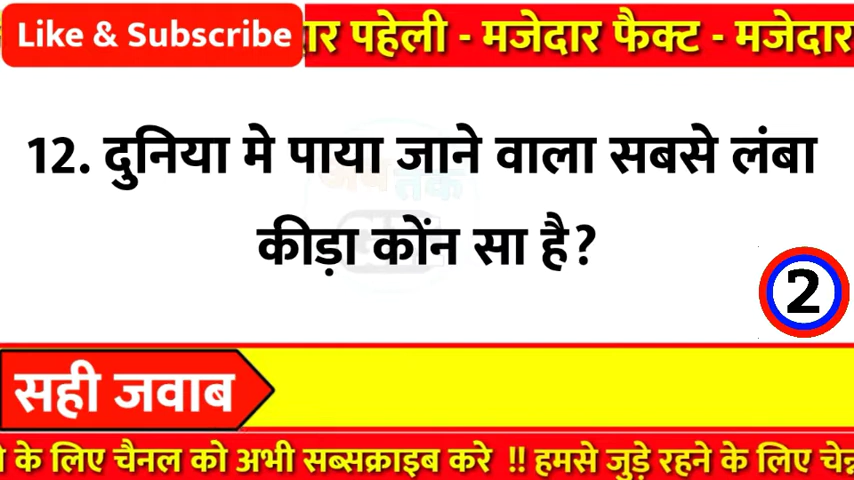 Like & Subscribe
ार पहेली - मजेदार फैक्ट - मजेदार
12. दुनिया मे पाया जाने वाला सबसे लंबा
कीड़ा कोंन सा है?
2
सही जवाब
के लिए चैनल को अभी सब्सक्राइब करे !! हमसे जुड़े रहने के लिए